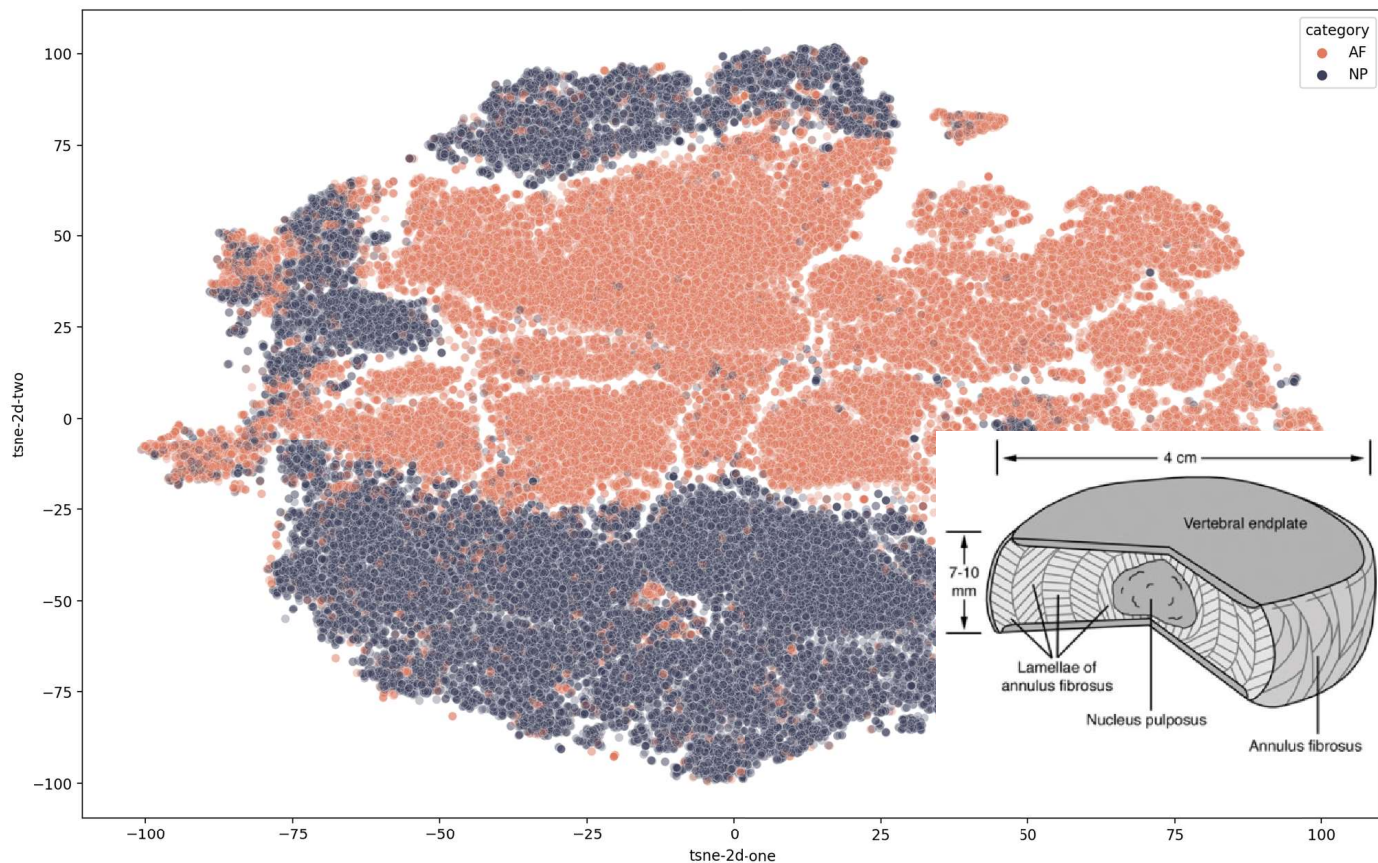 category
AF
NP
100
75
50
25
0
−25
−50
−75
−100
tsne-2d-two
−100
−75
−50
−25
0
25
50
75
100
tsne-2d-one
4 cm
Vertebral endplate
7-10
mm
Lamellae of
annulus fibrosus
Nucleus pulposus
Annulus fibrosus